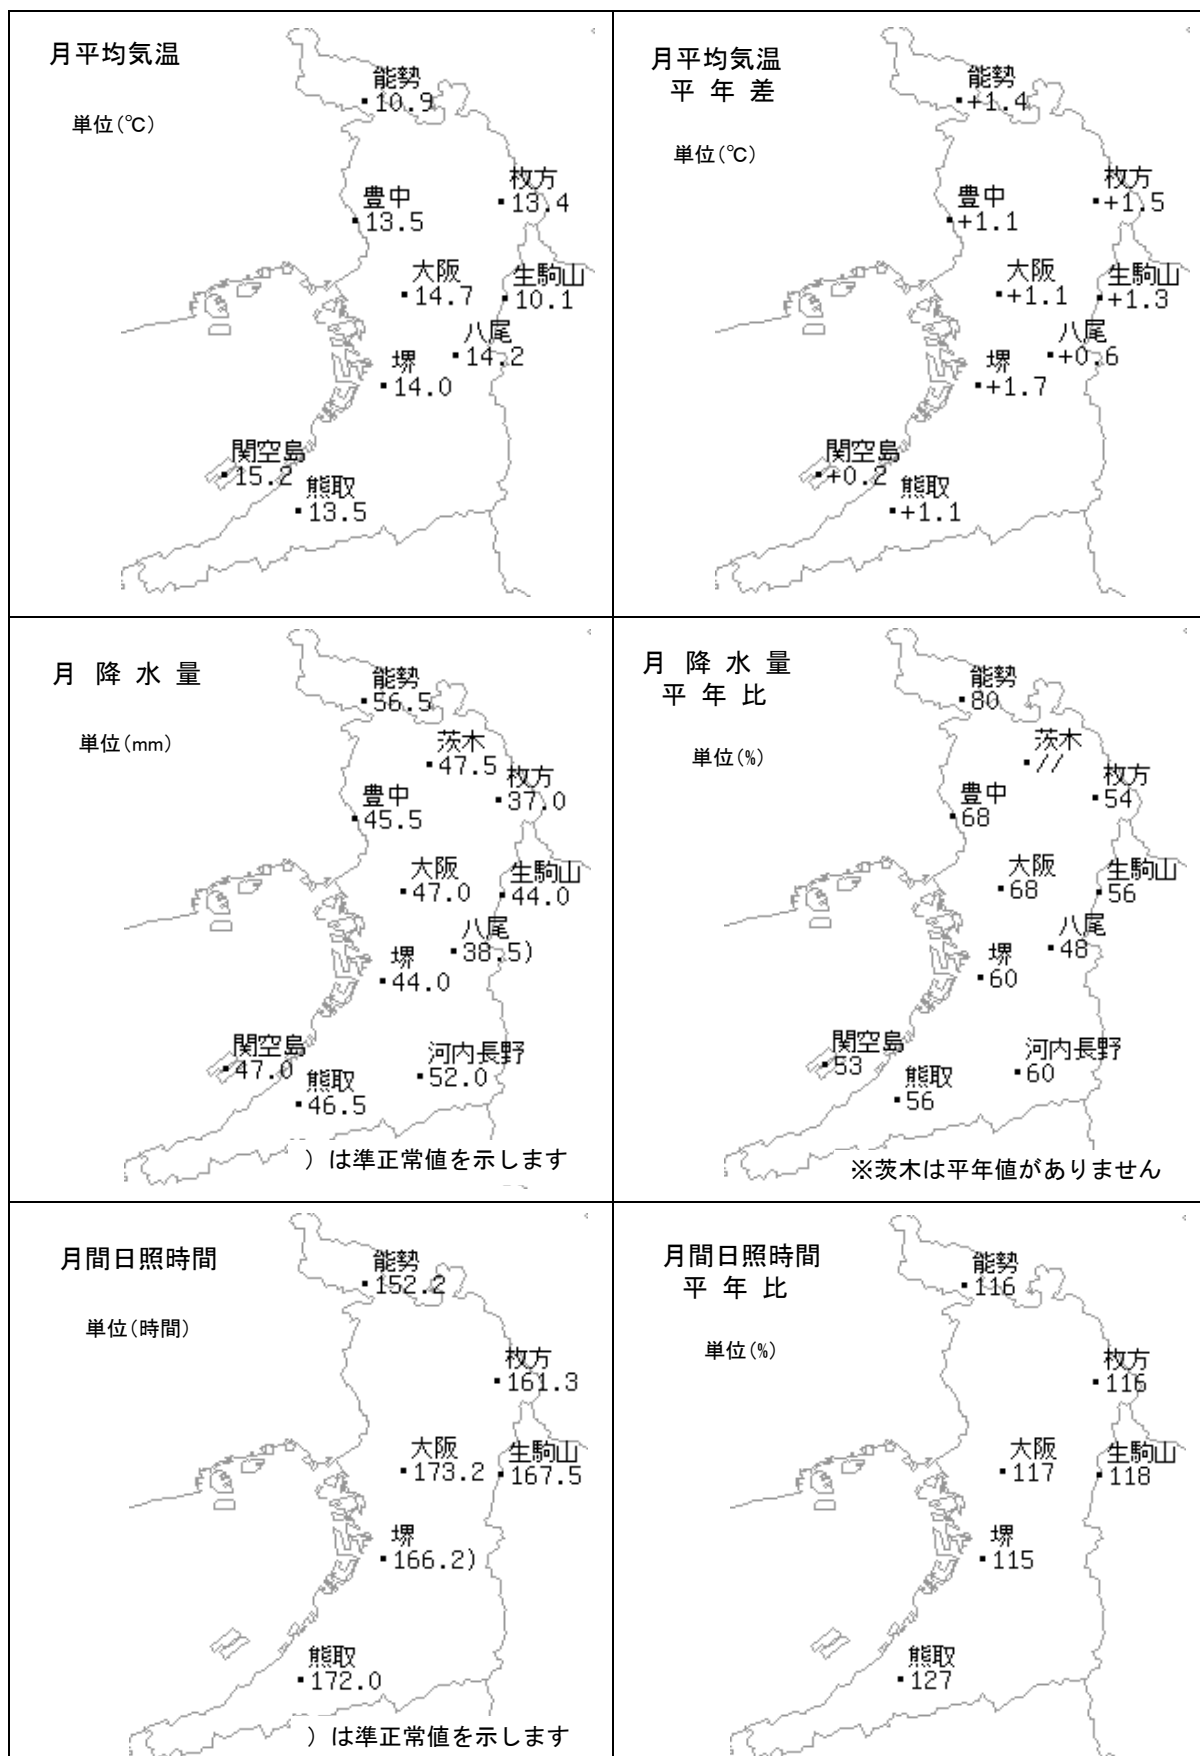 月平均気温
単位(℃)
能勢
10.9
枚方
13.4
豊中
13.5
大阪
14.7
生駒山
10.1
八尾
14.2
堺
14.0
関空島
15.2
熊取
13.5
月平均気温
平年差
単位(℃)
能勢
+1.4
枚方
+1.5
豊中
+1.1
大阪
+1.1
生駒山
+1.3
八尾
+0.6
堺
+1.7
関空島
+0.2
熊取
+1.1
月降水量
単位(mm)
能勢
56.5
茨木
47.5
枚方
37.0
豊中
45.5
大阪
47.0
生駒山
44.0
八尾
38.5)
堺
44.0
関空島
47.0
河内長野
52.0
熊取
46.5
)は準正常値を示します
月降水量
平年比
単位(%)
能勢
80
茨木
//
枚方
54
豊中
68
大阪
68
生駒山
56
八尾
48
堺
60
関空島
53
河内長野
60
熊取
56
※茨木は平年値がありません
月間日照時間
単位(時間)
能勢
152.2
枚方
161.3
大阪
173.2
生駒山
167.5
堺
166.2)
熊取
172.0
)は準正常値を示します
月間日照時間
平年比
単位(%)
能勢
116
枚方
116
大阪
117
生駒山
118
堺
115
熊取
127